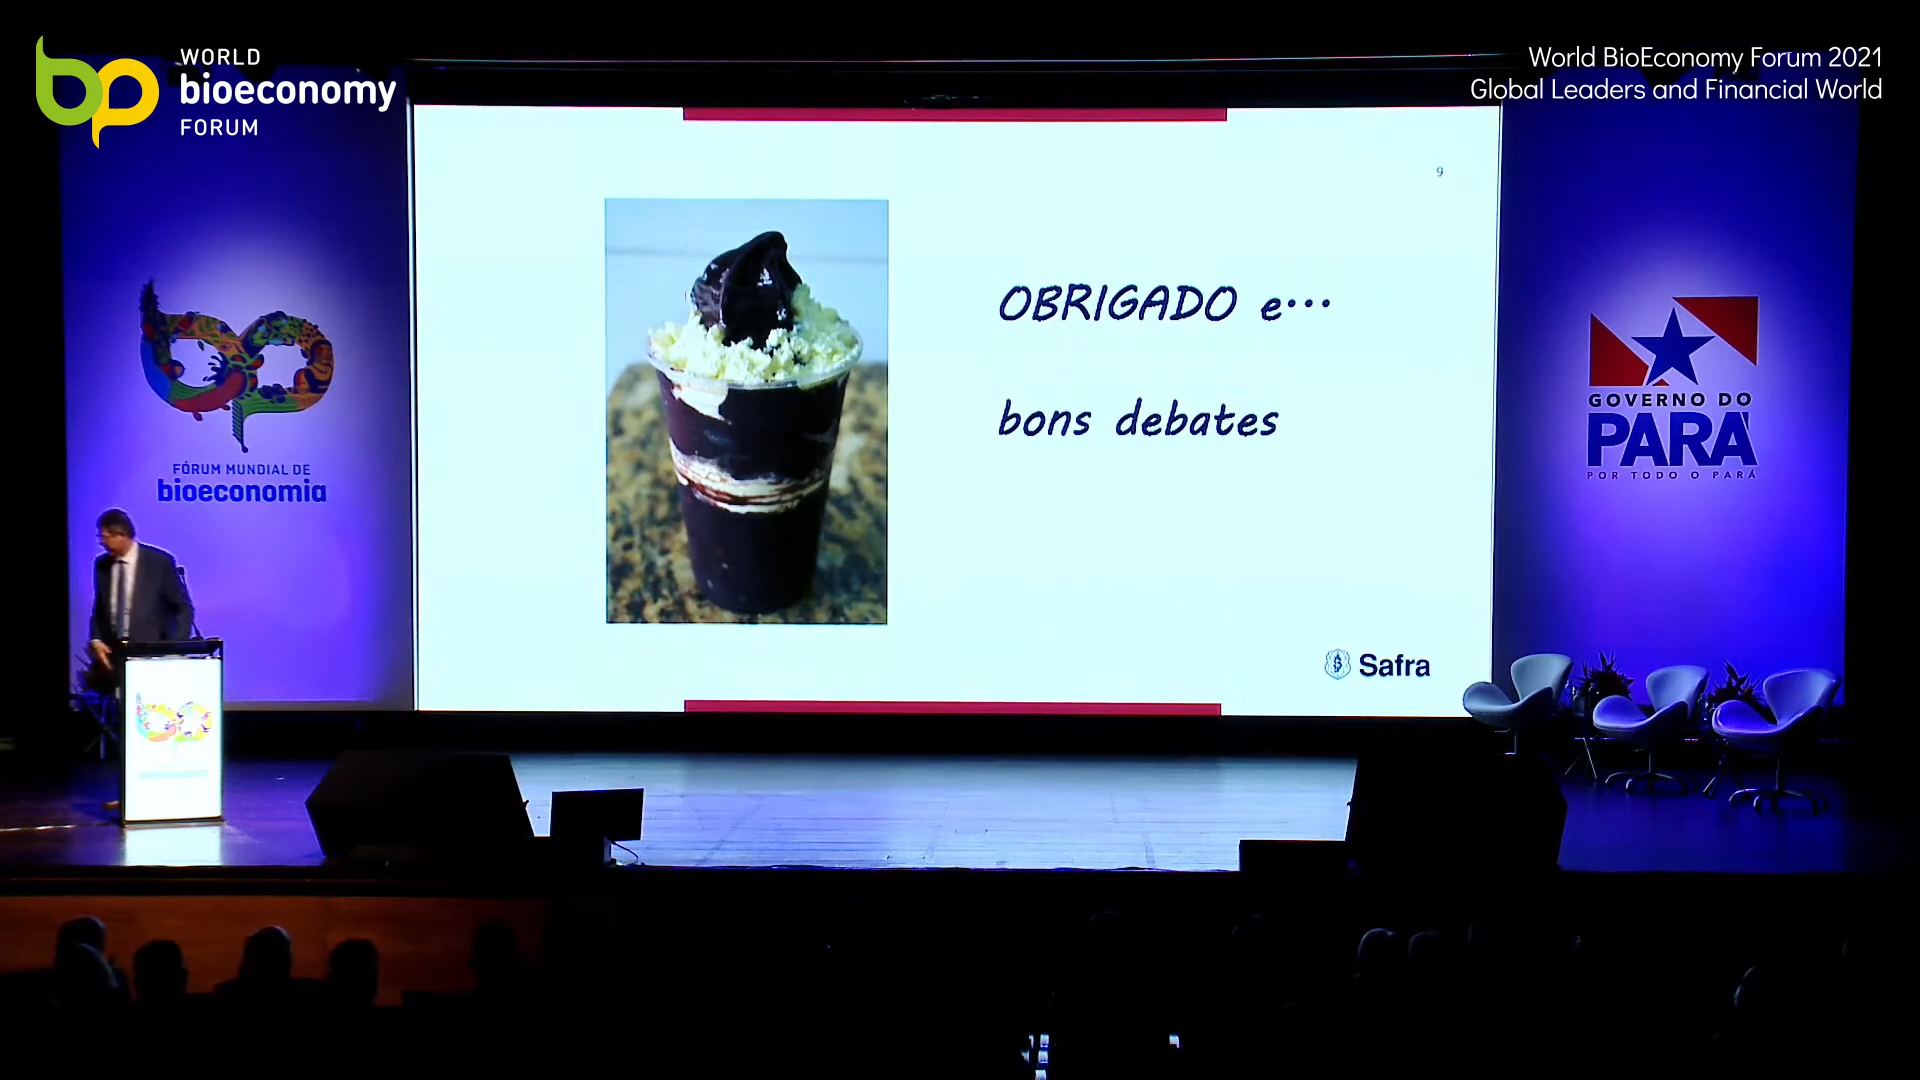 WORLD
bioeconomy
FORUM
World BioEconomy Forum 2021
Global Leaders and Financial World
9
OBRIGADO e...
bons debates
Safra
FÓRUM MUNDIAL DE
bioeconomia
GOVERNO DO
PARÁ
POR TODO O PARÁ